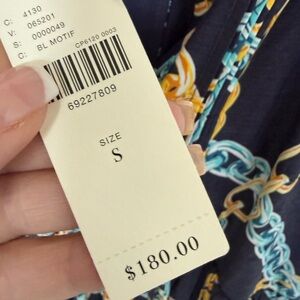 C: 4130
V: 065201
S: 0000049
C: BL MOTIF
CP6120 0003
69227809
SIZE
S
$180.00